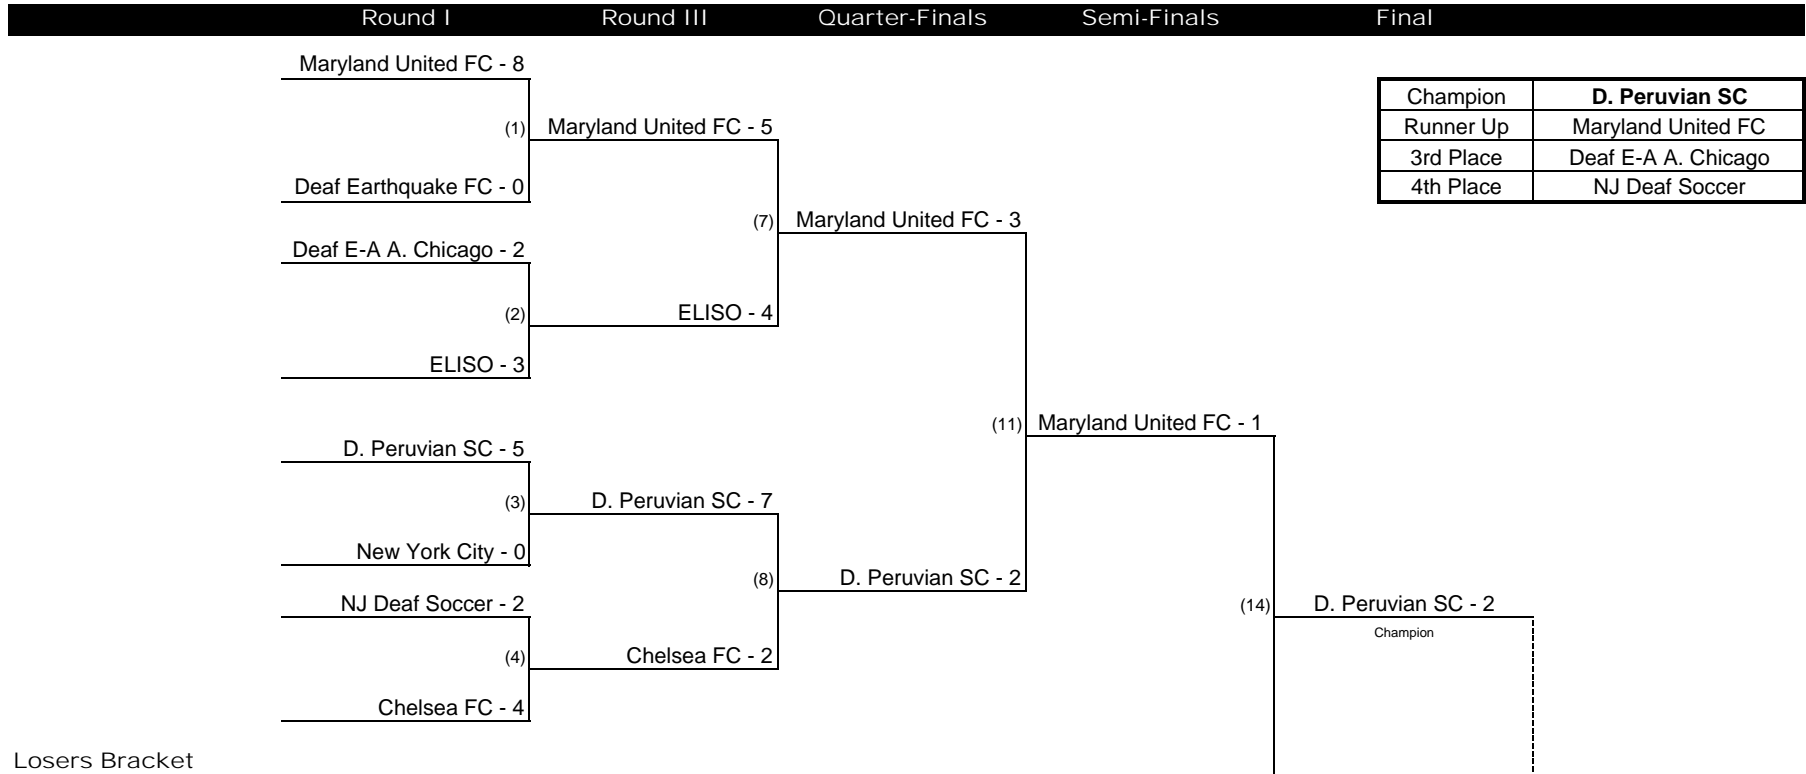 Round I Round III Quarter-Finals Semi-Finals Final
Maryland United FC - 8
Champion D. Peruvian SC
(1) Maryland United FC - 5
Runner Up Maryland United FC
3rd Place Deaf E-A A. Chicago
Deaf Earthquake FC - 0
4th Place NJ Deaf Soccer
(7) Maryland United FC - 3
Deaf E-A A. Chicago - 2
(2) ELISO - 4
ELISO - 3
(11) Maryland United FC - 1
D. Peruvian SC - 5
(3) D. Peruvian SC - 7
New York City - 0
(8) D. Peruvian SC - 2
NJ Deaf Soccer - 2
(14) D. Peruvian SC - 2
Champion
(4) Chelsea FC - 2
Chelsea FC - 4
Losers Bracket